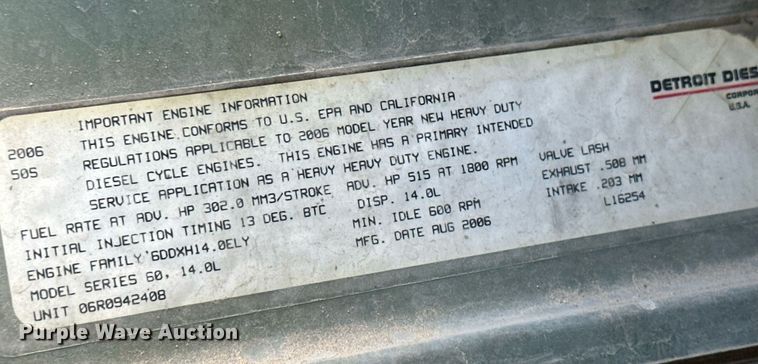 IMPORTANT ENGINE INFORMATION
2006 THIS ENGINE CONFORMS TO U.S. EPA AND CALIFORNIA
50S REGULATIONS APPLICABLE TO 2006 MODEL YEAR NEW HEAVY DUTY
DIESEL CYCLE ENGINES. THIS ENGINE HAS A PRIMARY INTENDED
SERVICE APPLICATION AS A HEAVY HEAVY DUTY ENGINE.
FUEL RATE AT ADV. HP 302.0 MM3/STROKE ADV. HP 515 AT 1800 RPM VALVE LASH
INITIAL INJECTION TIMING 13 DEG. BTC DISP. 14.0L EXHAUST .508 MM
ENGINE FAMILY 6DDXH14.0ELY MIN. IDLE 600 RPM INTAKE .203 MM
MODEL SERIES 60, 14.0L MFG. DATE AUG 2006 L16254
UNIT 06R0942408
DETROIT DIES
CORPOR
U.S.A.
Purple Wave Auction